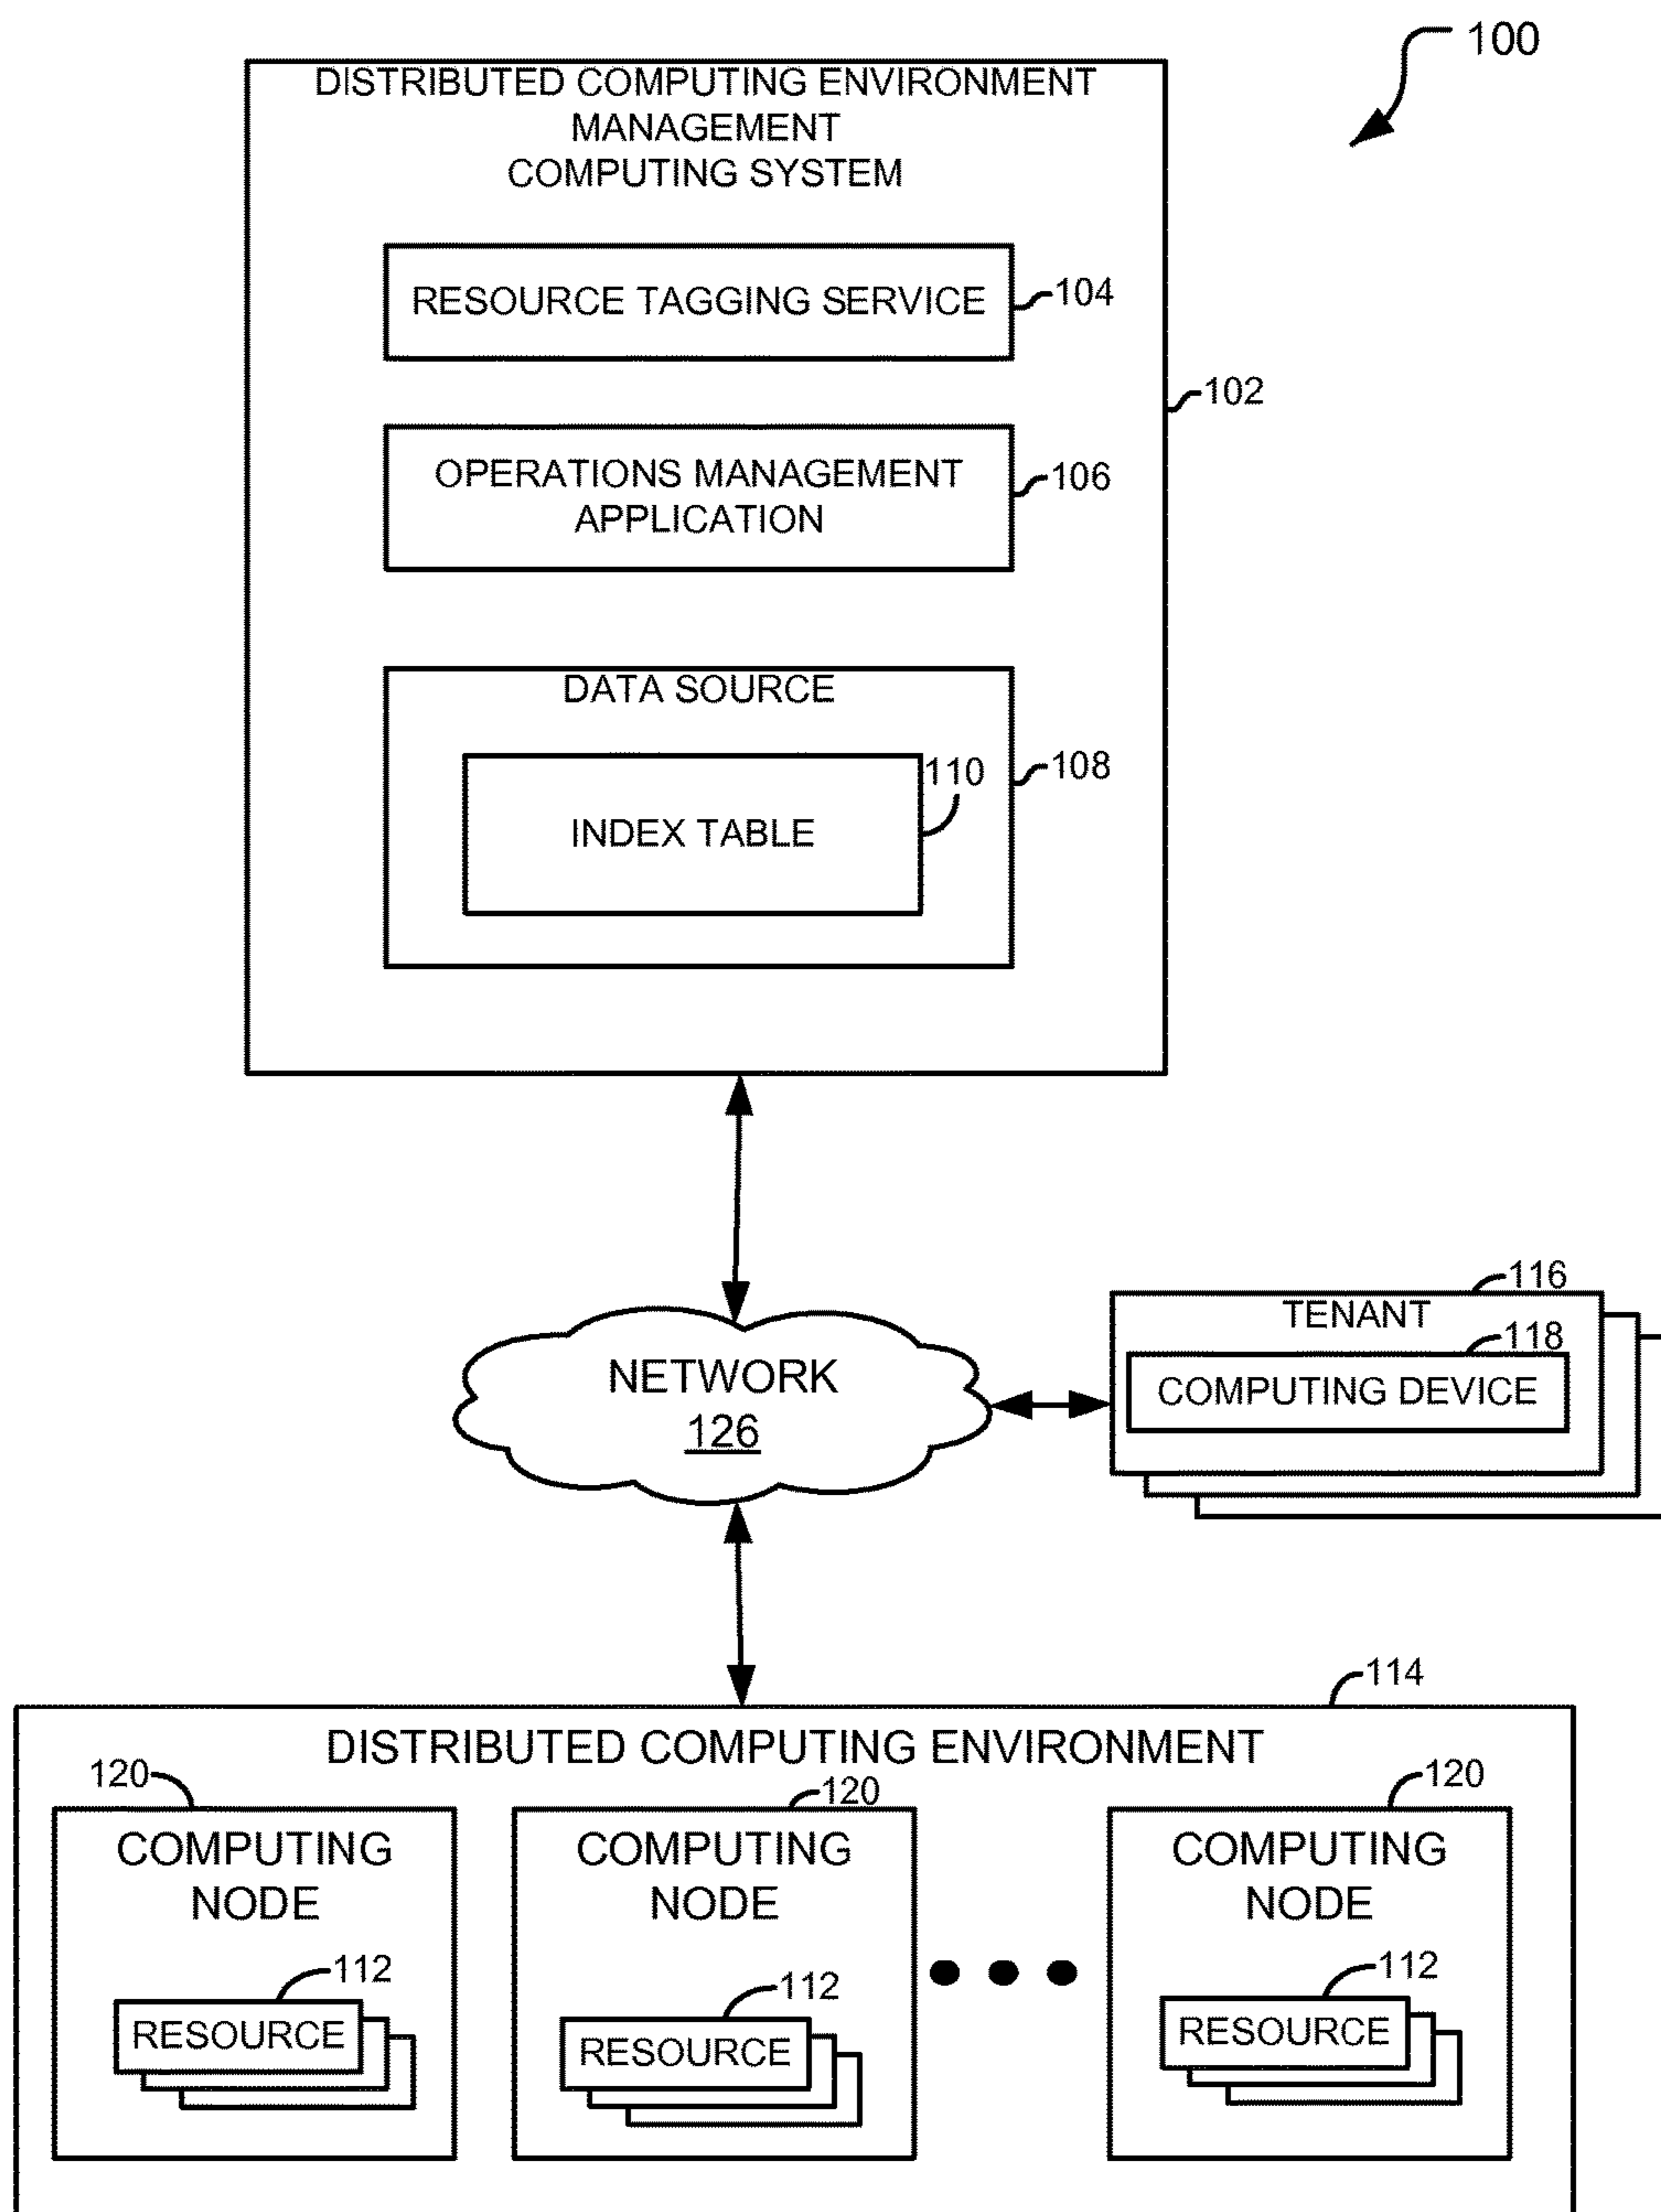 100
DISTRIBUTED COMPUTING ENVIRONMENT
MANAGEMENT
COMPUTING SYSTEM
RESOURCE TAGGING SERVICE
104
102
OPERATIONS MANAGEMENT
APPLICATION
106
DATA SOURCE
108
110
INDEX TABLE
116
TENANT
118
COMPUTING DEVICE
NETWORK
126
114
DISTRIBUTED COMPUTING ENVIRONMENT
120
COMPUTING
NODE
112
RESOURCE
120
COMPUTING
NODE
112
RESOURCE
120
COMPUTING
NODE
112
RESOURCE